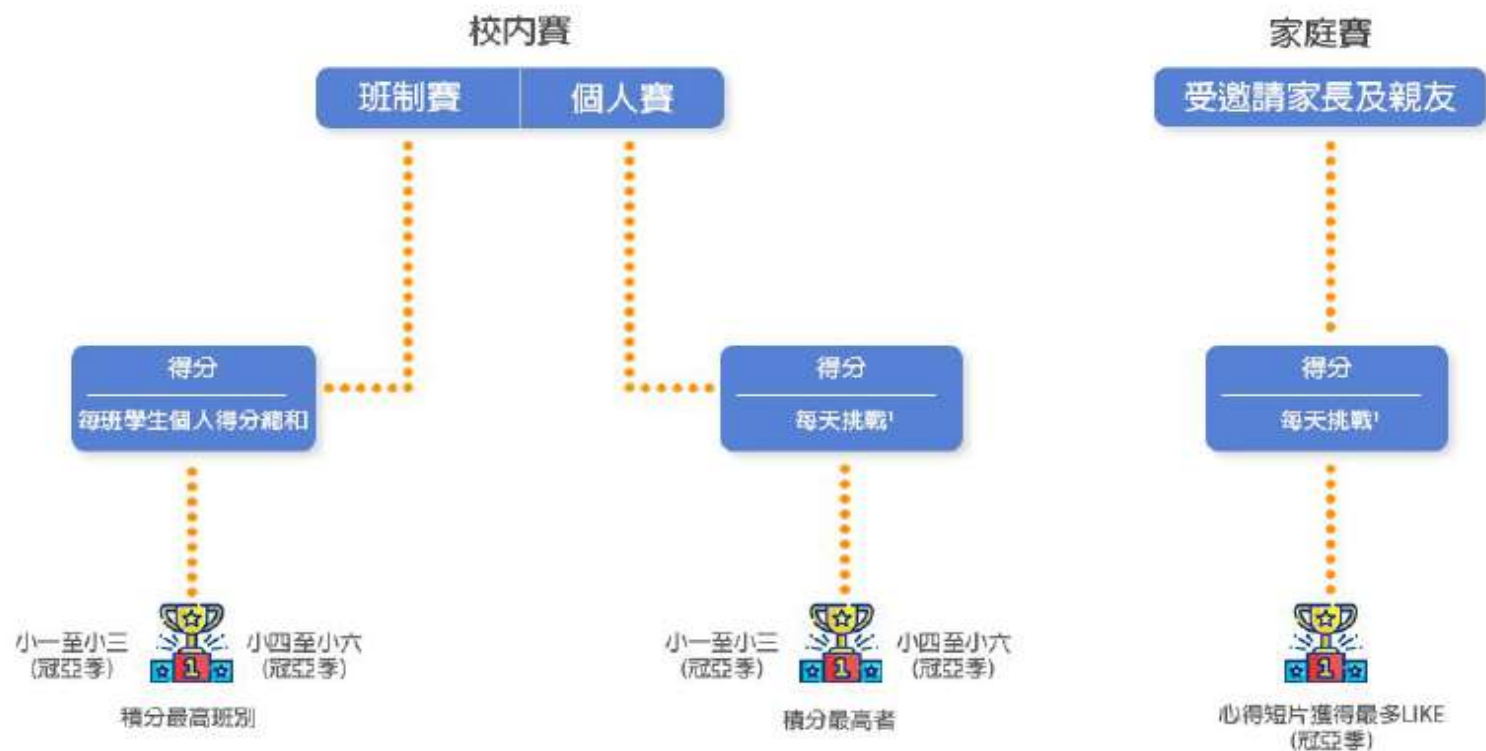 校内賽
家庭賽
班制賽
個人賽
受邀請家長及親友
得分
每班學生個人得分總和
得分
每天挑戰¹
得分
每天挑戰¹
小一至小三
(冠亞季)
1
小四至小六
(冠亞季)
積分最高班別
小一至小三
(冠亞季)
1
小四至小六
(冠亞季)
積分最高者
1
心得短片獲得最多LIKE
(冠亞季)